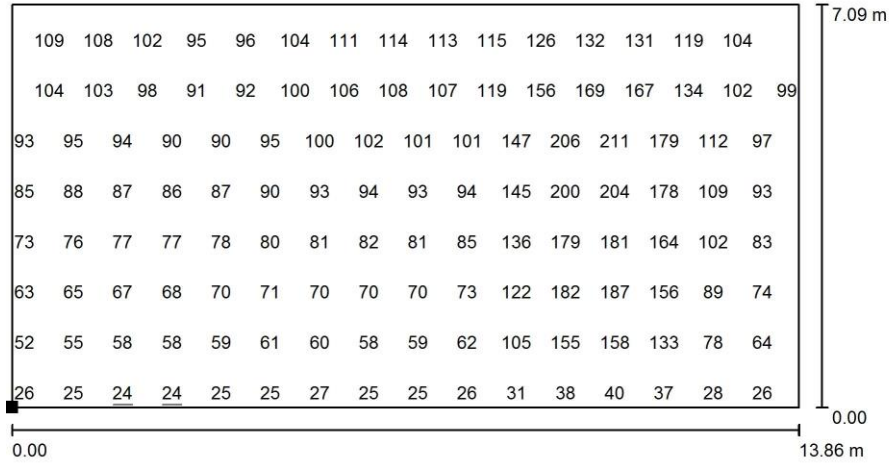 7.09 m
109 108 102 95 96 104 111 114 113 115 126 132 131 119 104
104 103 98 91 92 100 106 108 107 119 156 169 167 134 102 99
93 95 94 90 90 95 100 102 101 101 147 206 211 179 112 97
85 88 87 86 87 90 93 94 93 94 145 200 204 178 109 93
73 76 77 77 78 80 81 82 81 85 136 179 181 164 102 83
63 65 67 68 70 71 70 70 70 73 122 182 187 156 89 74
52 55 58 58 59 61 60 58 59 62 105 155 158 133 78 64
26 25 24 24 25 25 27 25 25 26 31 38 40 37 28 26
0.00
0.00 13.86 m